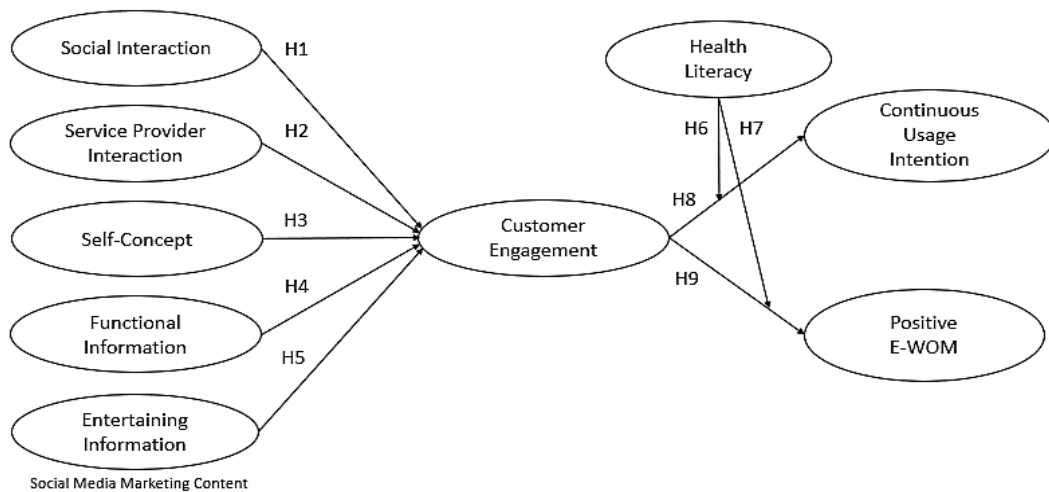 Social Interaction
H1
Service Provider
Interaction
H2
Self-Concept
H3
Functional
Information
H4
Entertaining
Information
H5
Social Media Marketing Content
Customer
Engagement
Health
Literacy
H6
H7
H8
H9
Continuous
Usage
Intention
Positive
E-WOM